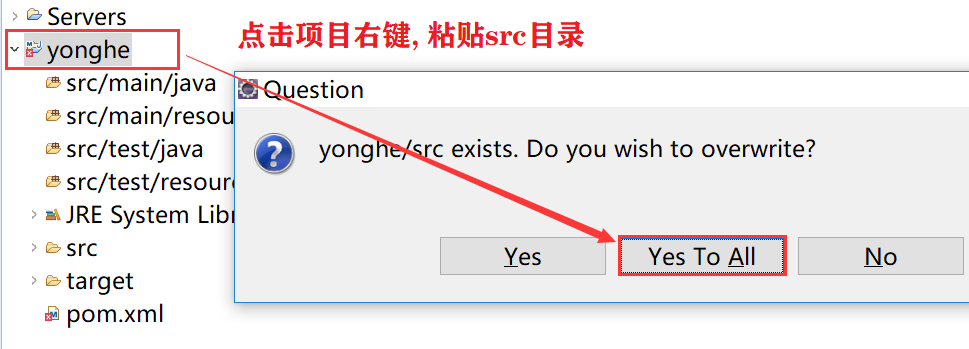 Servers
点击项目右键, 粘贴src目录
yonghe
src/main/java
Question
src/main/resou
src/test/java
yonghe/src exists. Do you wish to overwrite?
src/test/resour
JRE System Lib
src
Yes
Yes To All
No
target
pom.xml